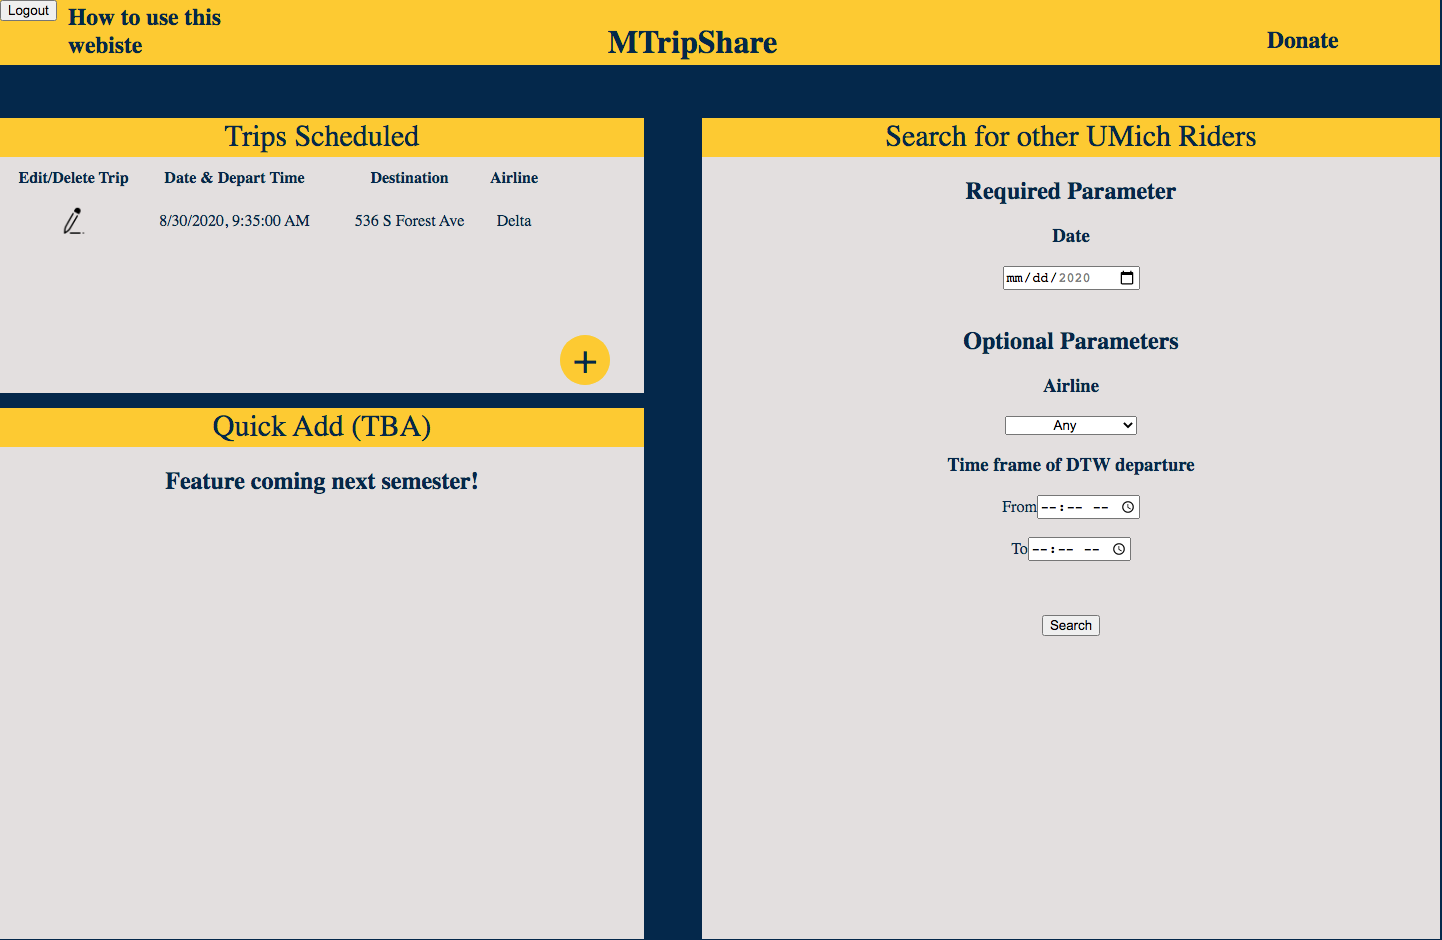 Logout
How to use this
webiste
MTripShare
Donate
Trips Scheduled
Edit/Delete Trip Date & Depart Time Destination Airline
8/30/2020, 9:35:00 AM 536 S Forest Ave Delta
+
Quick Add (TBA)
Feature coming next semester!
Search for other UMich Riders
Required Parameter
Date
mm/dd/2020
Optional Parameters
Airline
Any
Time frame of DTW departure
From --:-- --
To --:-- --
Search